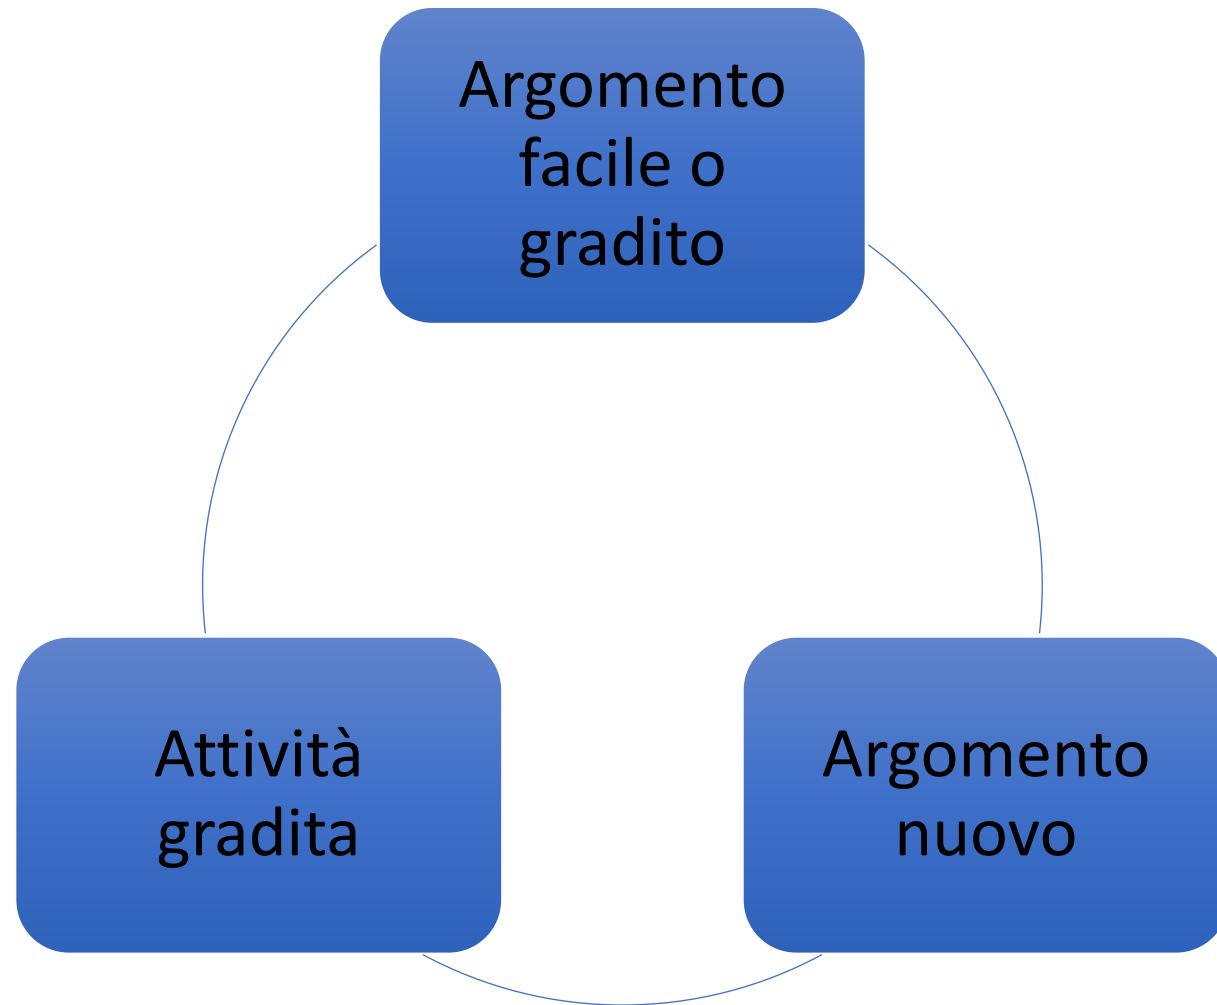 Argomento
facile o
gradito
Attività
gradita
Argomento
nuovo